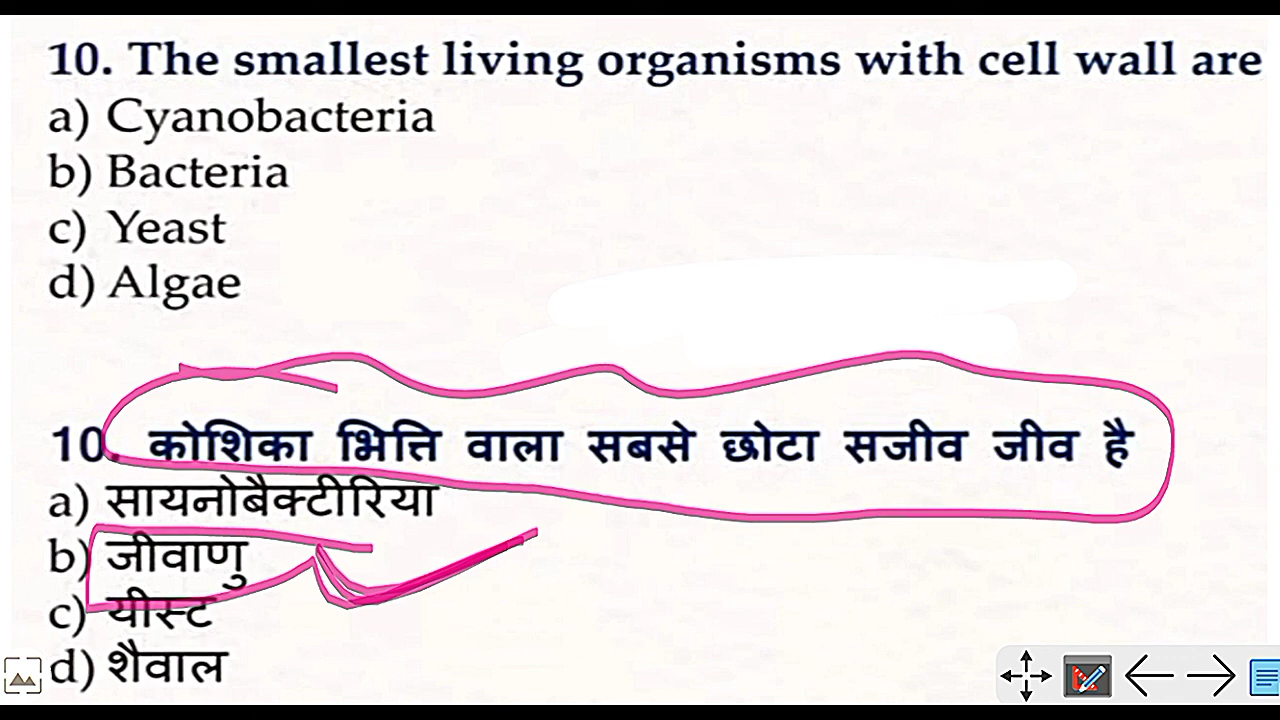 10. The smallest living organisms with cell wall are
a) Cyanobacteria
b) Bacteria
c) Yeast
d) Algae
10. कोशिका भित्ति वाला सबसे छोटा सजीव जीव है
a) सायनोबैक्टीरिया
b) जीवाणु
c) यीस्ट
d) शैवाल